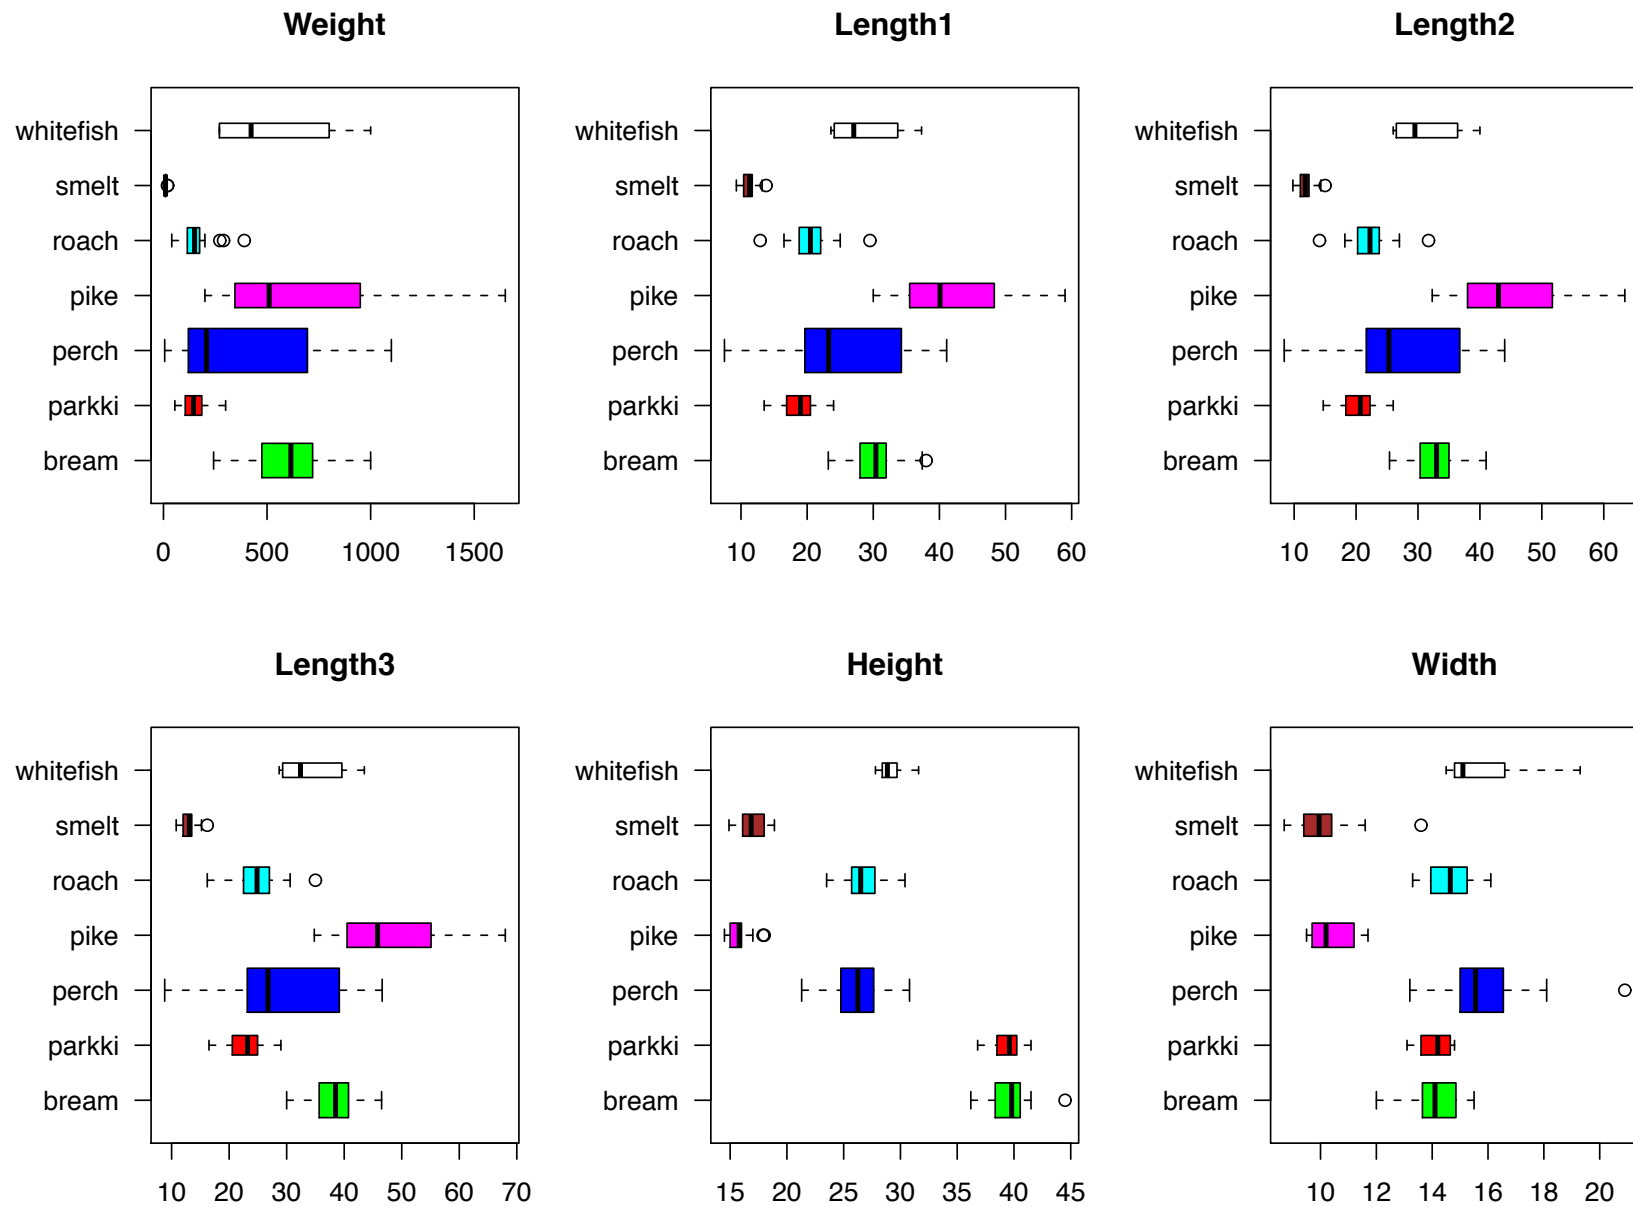 Weight
whitefish
smelt
roach
pike
perch
parkki
bream
0 500 1000 1500
Length1
whitefish
smelt
roach
pike
perch
parkki
bream
10 20 30 40 50 60
Length2
whitefish
smelt
roach
pike
perch
parkki
bream
10 20 30 40 50 60
Length3
whitefish
smelt
roach
pike
perch
parkki
bream
10 20 30 40 50 60 70
Height
whitefish
smelt
roach
pike
perch
parkki
bream
15 20 25 30 35 40 45
Width
whitefish
smelt
roach
pike
perch
parkki
bream
10 12 14 16 18 20